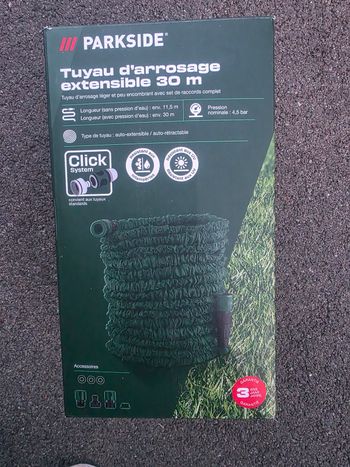 PARKSIDE®
Tuyau d'arrosage
extensible 30 m
Tuyau d'arrosage léger et peu encombrant avec set de raccords complet
Longueur (sans pression d'eau) : env. 11,5 m
Longueur (avec pression d'eau) : env. 30 m
Pression
nominale : 4,5 bar
Type de tuyau : auto-extensible / auto-rétractable
Click
System
convient aux tuyaux
standards
Accessoires
GARANTIE
3
GARANTIE